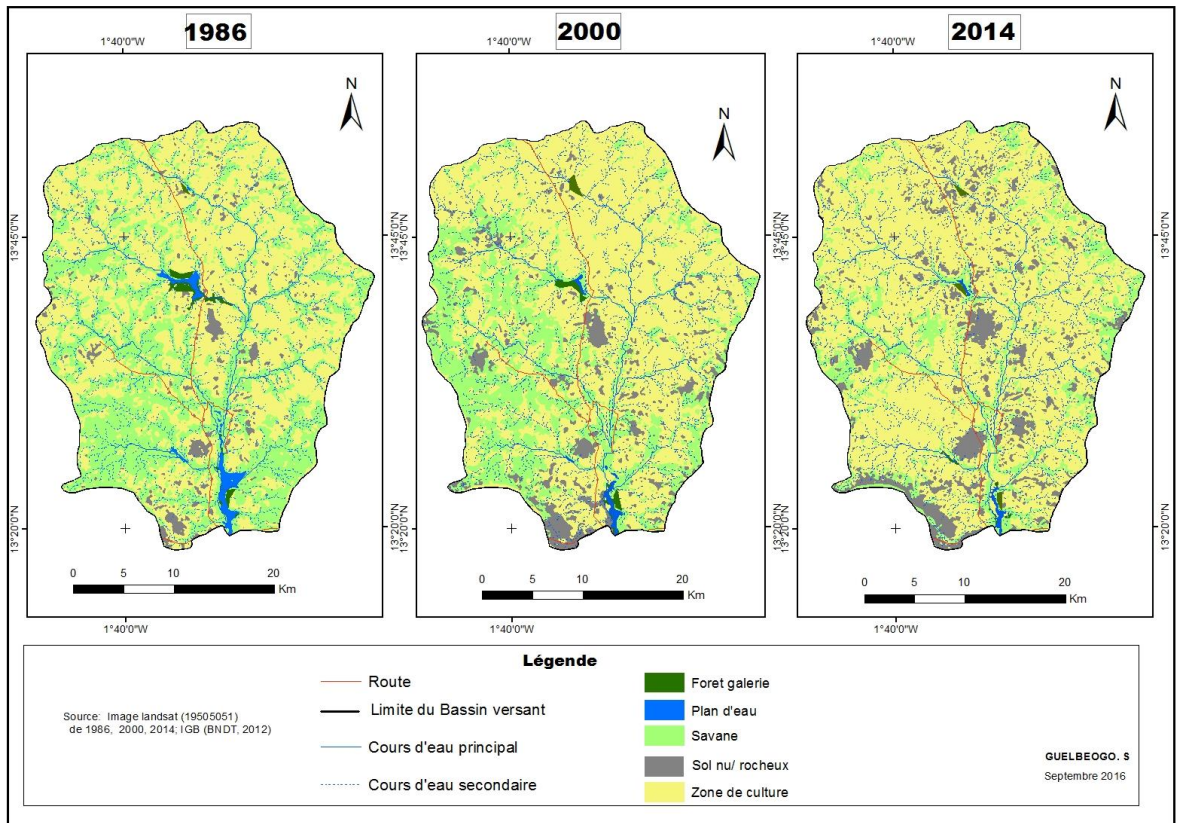 1986
2000
2014
1°40'0"W
1°40'0"W
1°40'0"W
N
N
N
13°45'0"N
13°45'0"N
13°45'0"N
13°45'0"N
13°20'0"N
13°20'0"N
13°20'0"N
13°20'0"N
0 5 10 20
Km
0 5 10 20
Km
0 5 10 20
Km
1°40'0"W
1°40'0"W
1°40'0"W
Légende
Route
Limite du Bassin versant
Cours d'eau principal
Cours d'eau secondaire
Foret galerie
Plan d'eau
Savane
Sol nu/ rocheux
Zone de culture
Source: Image landsat (19505051)
de 1986, 2000, 2014; IGB (BNDT, 2012)
GUELBEOGO. S
Septembre 2016